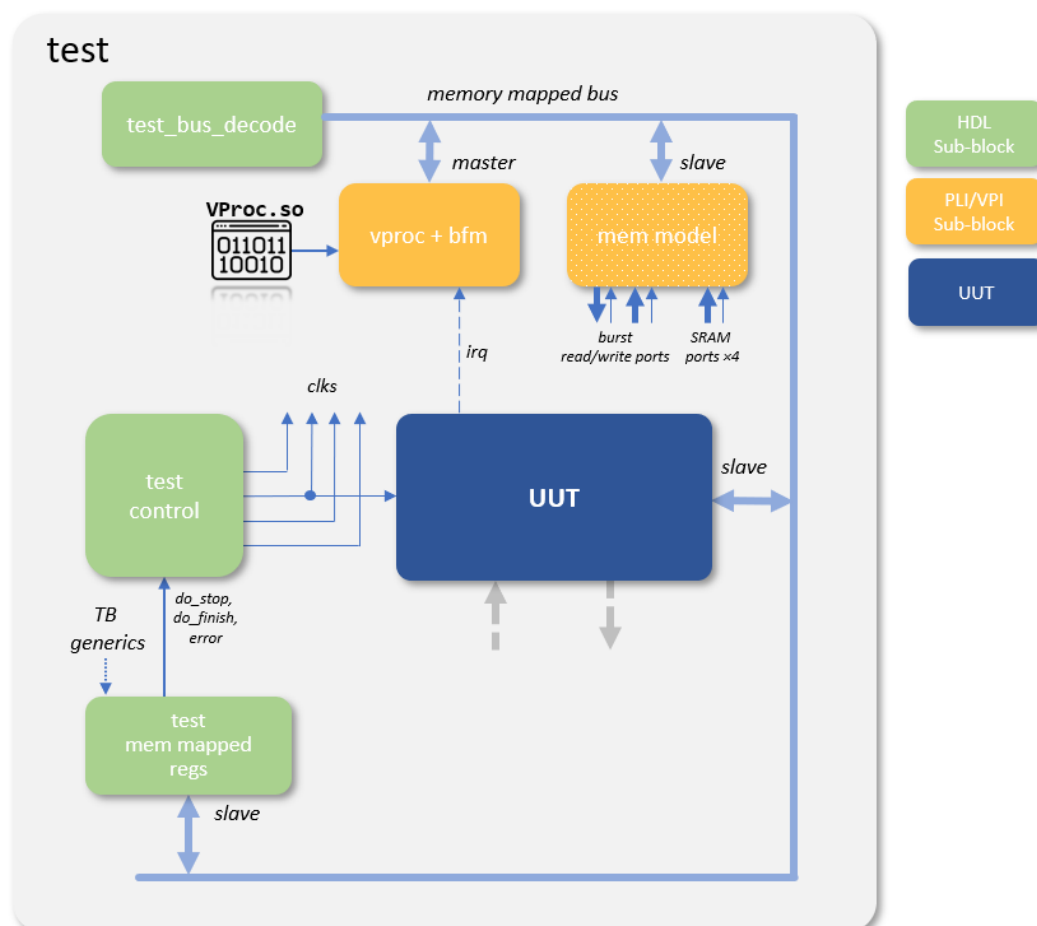 test
test_bus_decode
memory mapped bus
master
slave
VProc.so
011011
10010
vproc + bfm
mem model
burst
read/write ports
SRAM
ports ×4
irq
clks
test
control
UUT
slave
TB
generics
do_stop,
do_finish,
error
test
mem mapped
regs
slave
HDL
Sub-block
PLI/VPI
Sub-block
UUT